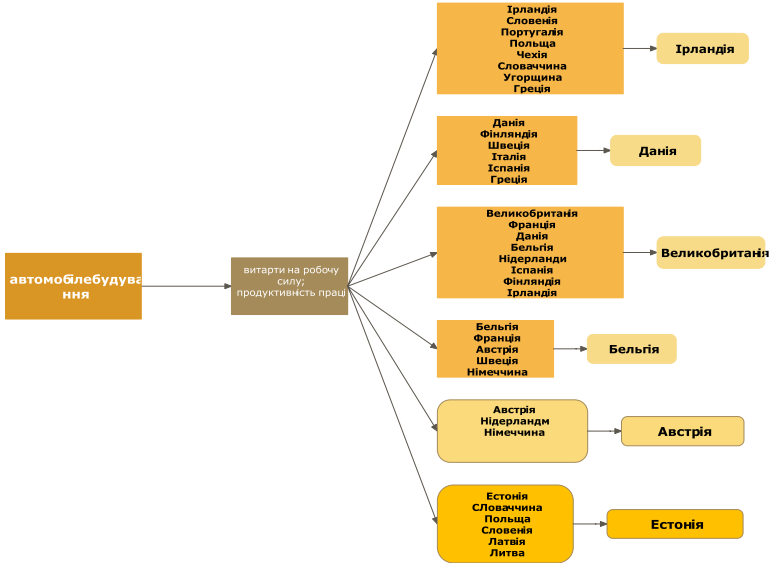 автомобілебудува
ння
витарти на робочу
силу;
продуктивність праці
Ірландія
Словенія
Португалія
Польща
Чехія
Словаччина
Угорщина
Греція
Ірландія
Данія
Фінляндія
Швеція
Італія
Іспанія
Греція
Данія
Великобританія
Франція
Данія
Бельгія
Нідерланди
Іспанія
Фінляндія
Ірландія
Великобританія
Бельгія
Франція
Австрія
Швеція
Німеччина
Бельгія
Австрія
Нідерландм
Німеччина
Австрія
Естонія
СЛоваччина
Польща
Словенія
Латвія
Литва
Естонія